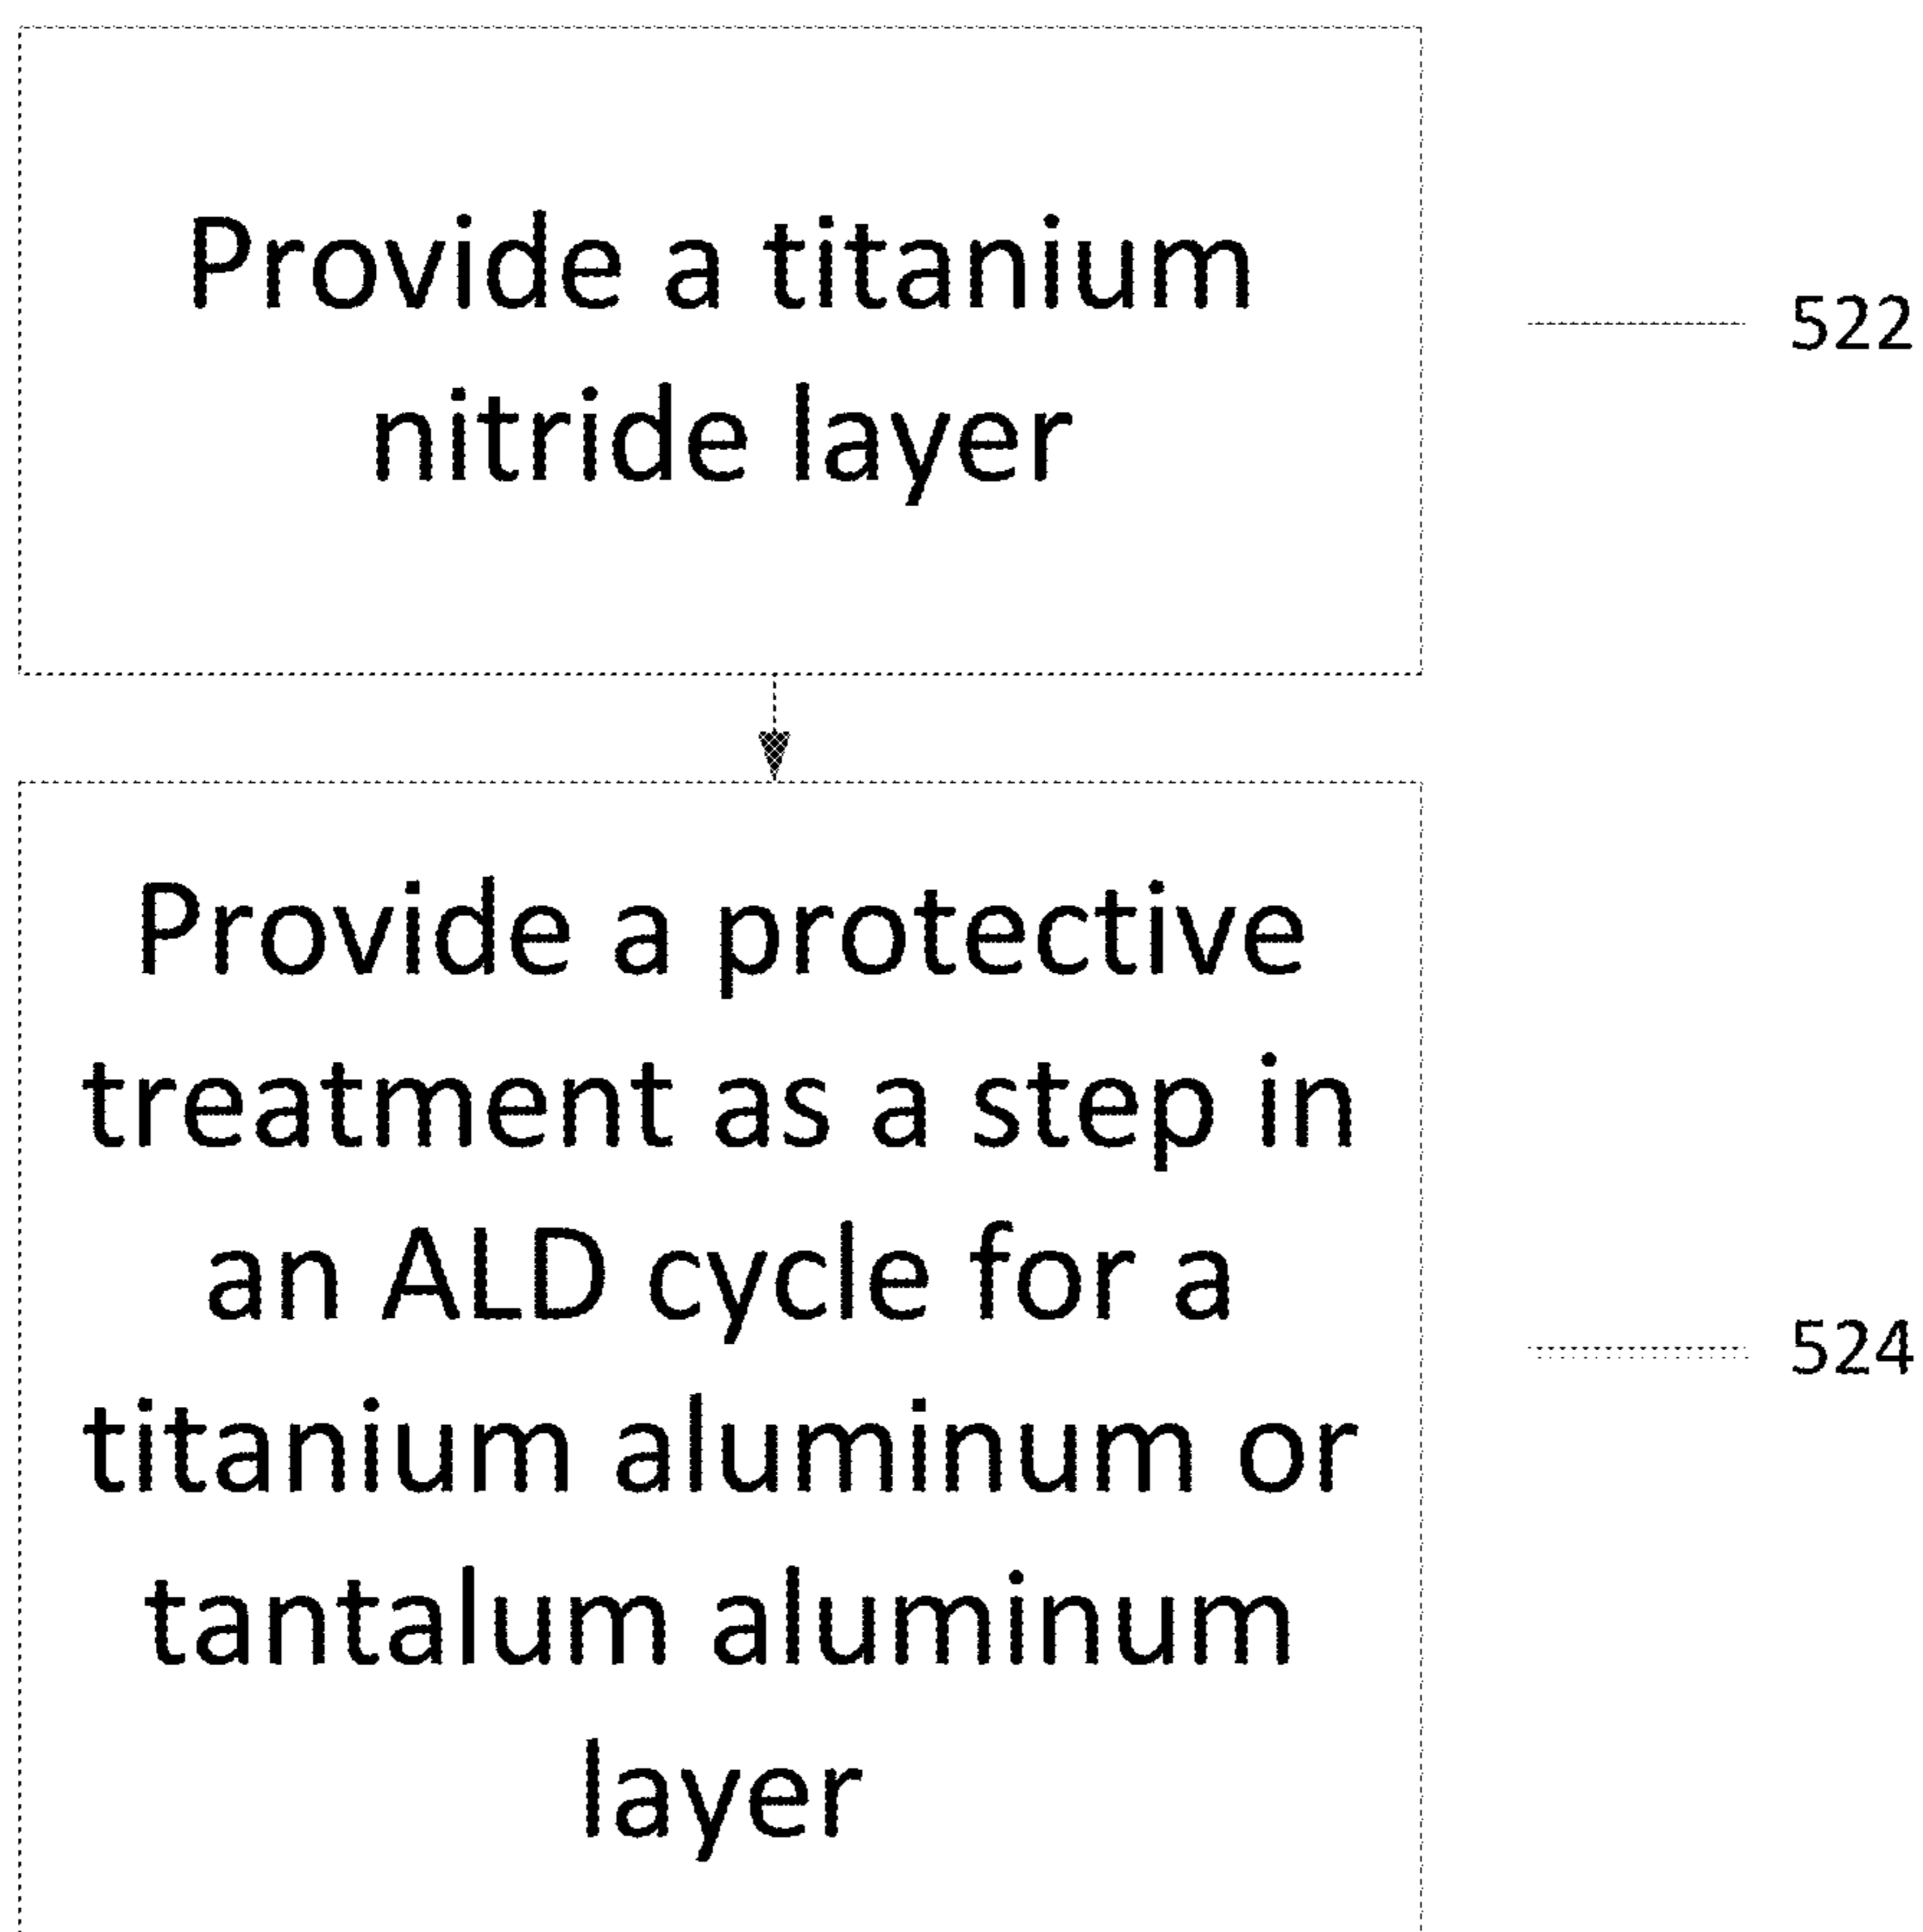 Provide a titanium
nitride layer
522
Provide a protective
treatment as a step in
an ALD cycle for a
titanium aluminum or
tantalum aluminum
layer
524